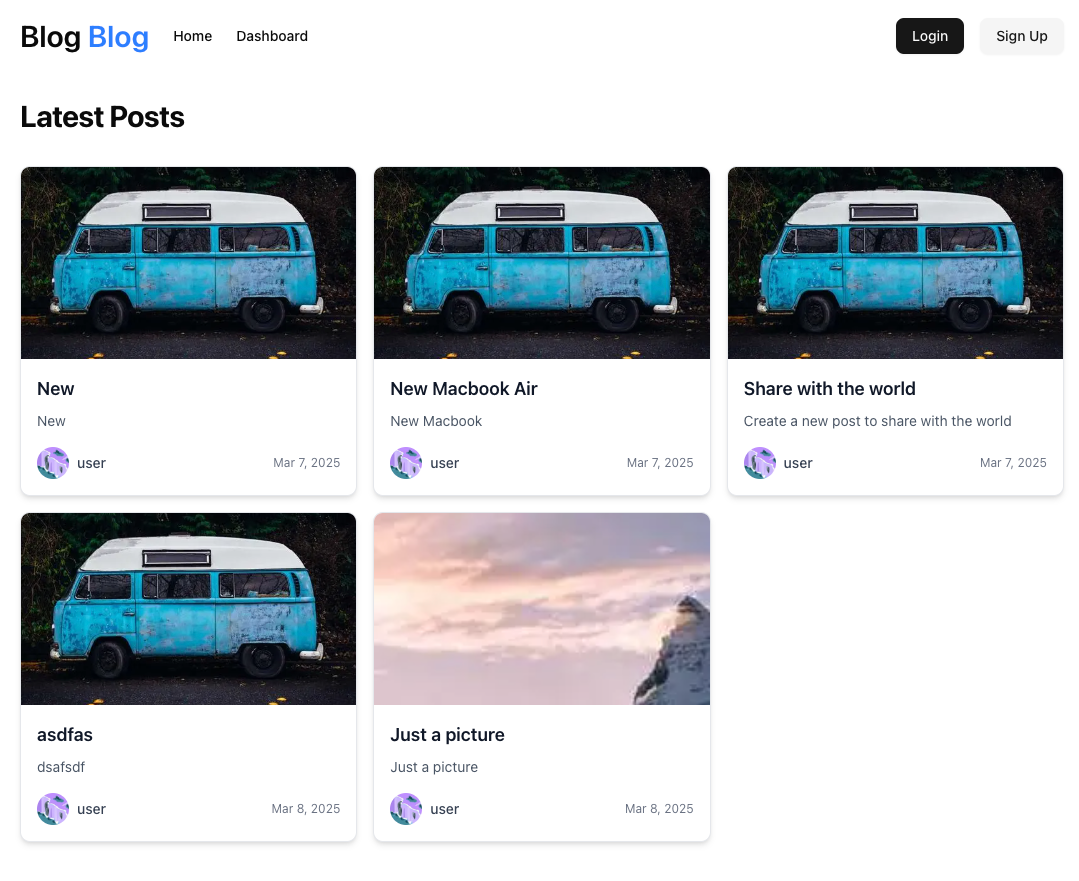 Blog Blog Home Dashboard Login Sign Up
Latest Posts
New
New
user Mar 7, 2025
New Macbook Air
New Macbook
user Mar 7, 2025
Share with the world
Create a new post to share with the world
user Mar 7, 2025
asdfas
dsafsdf
user Mar 8, 2025
Just a picture
Just a picture
user Mar 8, 2025